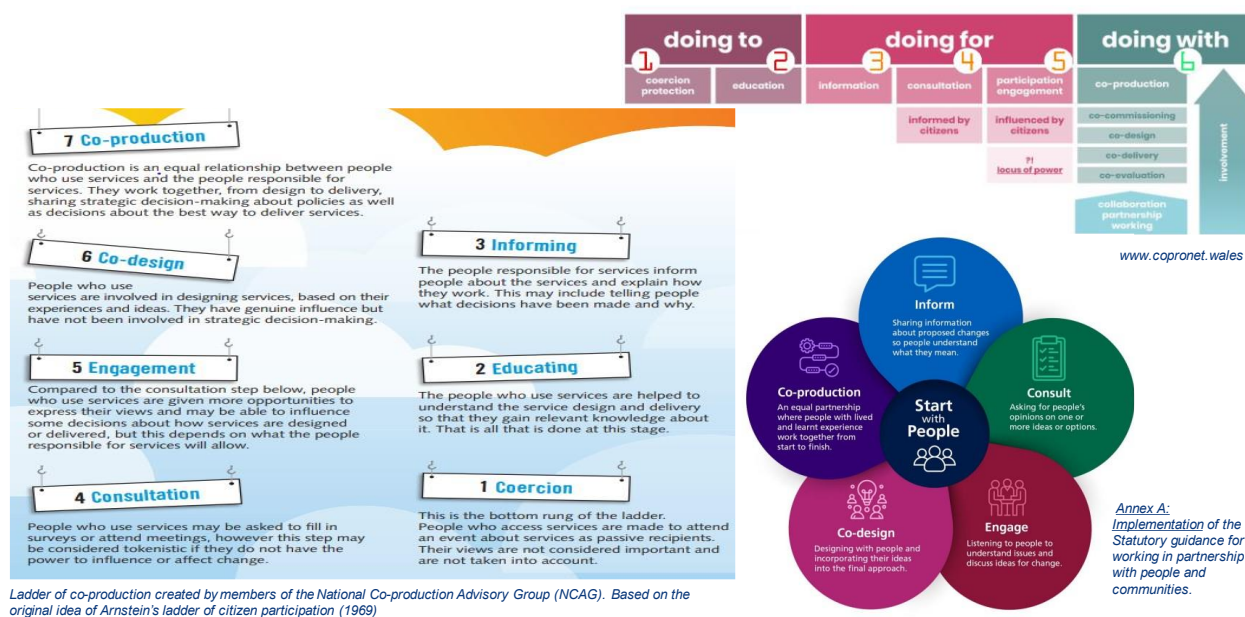 doing to
doing for
doing with
1
2
3
4
5
6
coercion
protection
education
information
consultation
participation
engagement
co-production
informed by
citizens
influenced by
citizens
?!
locus of power
co-commissioning
co-design
co-delivery
co-evaluation
collaboration
partnership
working
involvement
www.copronet.wales
7 Co-production
Co-production is an equal relationship between people
who use services and the people responsible for
services. They work together, from design to delivery,
sharing strategic decision-making about policies as well
as decisions about the best way to deliver services.
6 Co-design
People who use
services are involved in designing services, based on their
experiences and ideas. They have genuine influence but
have not been involved in strategic decision-making.
5 Engagement
Compared to the consultation step below, people
who use services are given more opportunities to
express their views and may be able to influence
some decisions about how services are designed
or delivered, but this depends on what the people
responsible for services will allow.
4 Consultation
People who use services may be asked to fill in
surveys or attend meetings, however this step may
be considered tokenistic if they do not have the
power to influence or affect change.
3 Informing
The people responsible for services inform
people about the services and explain how
they work. This may include telling people
what decisions have been made and why.
2 Educating
The people who use services are helped to
understand the service design and delivery
so that they gain relevant knowledge about
it. That is all that is done at this stage.
1 Coercion
This is the bottom rung of the ladder.
People who access services are made to attend
an event about services as passive recipients.
Their views are not considered important and
are not taken into account.
Ladder of co-production created by members of the National Co-production Advisory Group (NCAG). Based on the
original idea of Arnstein's ladder of citizen participation (1969)
Inform
Sharing information
about proposed changes
so people understand
what they mean.
Consult
Asking for people's
opinions on one or
more ideas or options.
Engage
Listening to people to
understand issues and
discuss ideas for change.
Co-design
Designing with people and
incorporating their ideas
into the final approach.
Co-production
An equal partnership
where people with lived
and learnt experience
work together from
start to finish.
Start
with
People
Annex A:
Implementation of the
Statutory guidance for
working in partnership
with people and
communities.